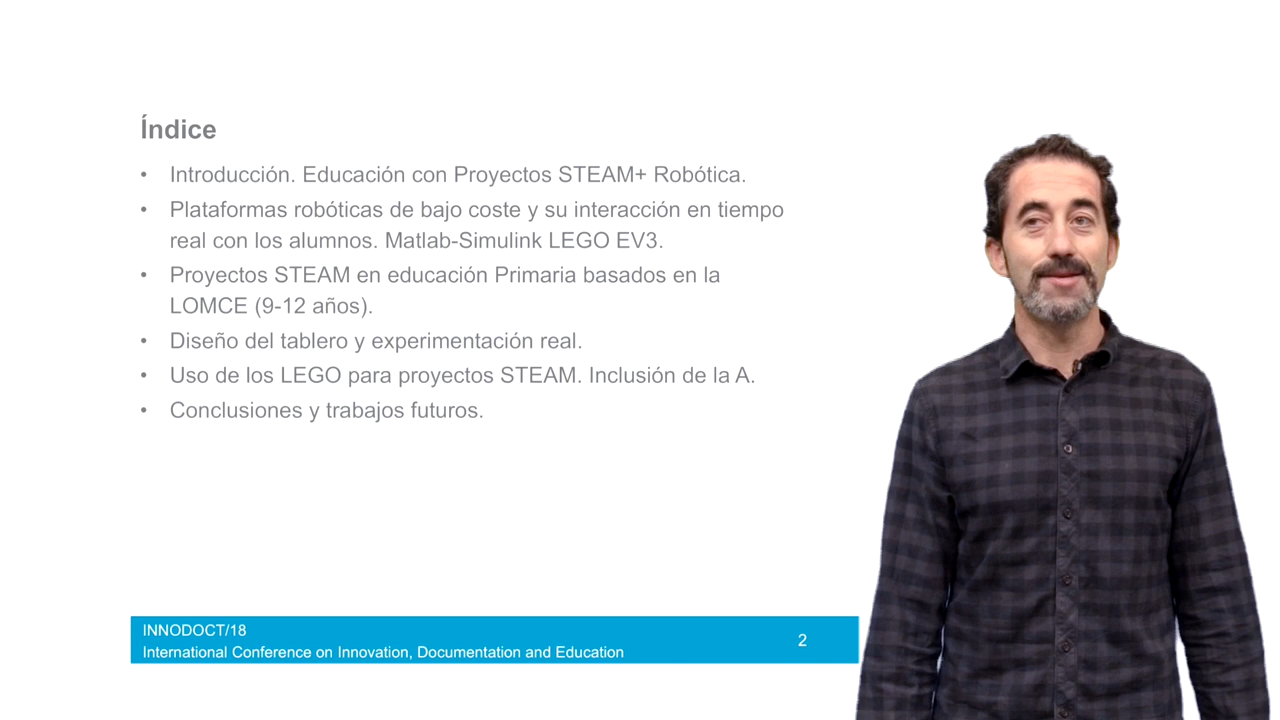 Índice
• Introducción. Educación con Proyectos STEAM+ Robótica.
• Plataformas robóticas de bajo coste y su interacción en tiempo
real con los alumnos. Matlab-Simulink LEGO EV3.
• Proyectos STEAM en educación Primaria basados en la
LOMCE (9-12 años).
• Diseño del tablero y experimentación real.
• Uso de los LEGO para proyectos STEAM. Inclusión de la A.
• Conclusiones y trabajos futuros.
INNODOCT/18
International Conference on Innovation, Documentation and Education
2